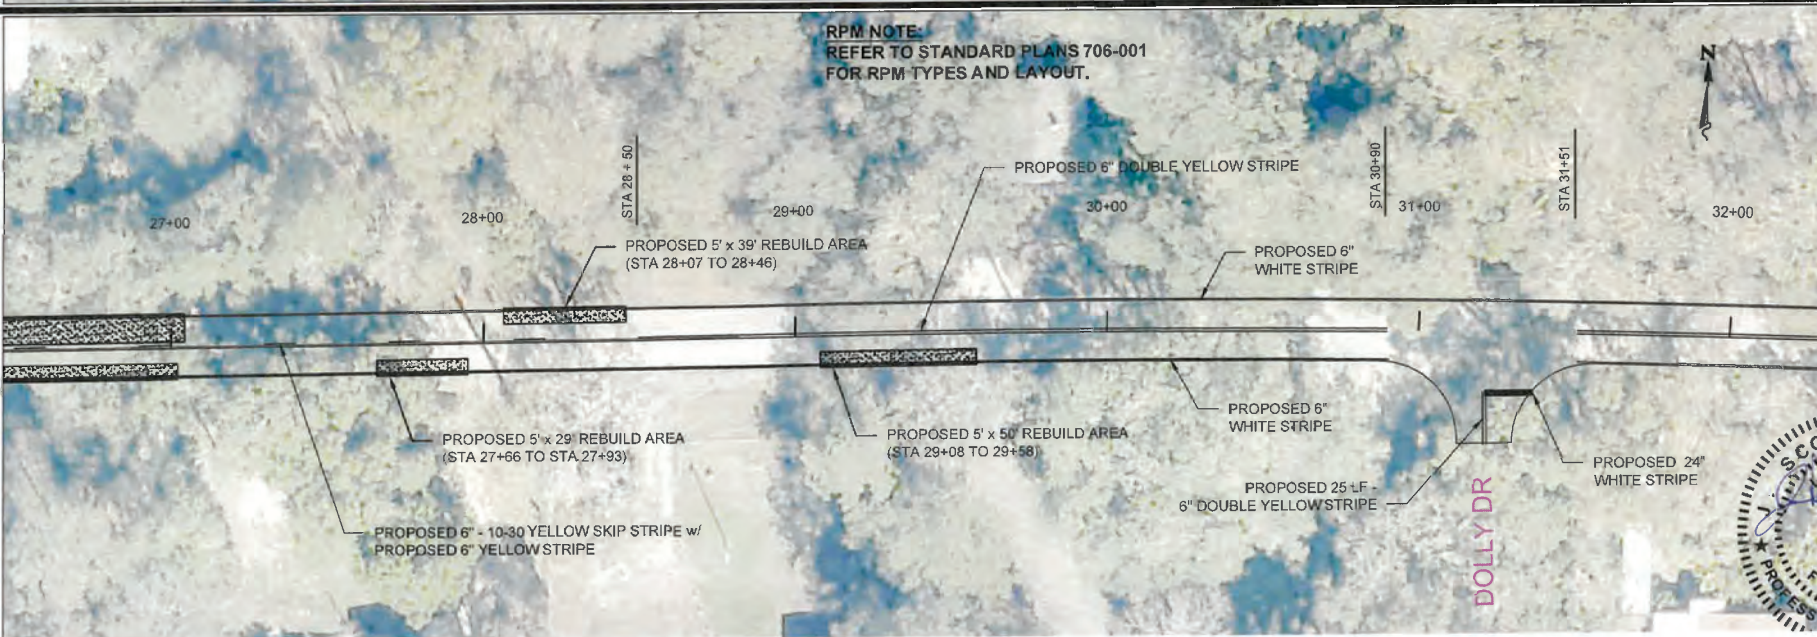 RPM NOTE:
REFER TO STANDARD PLANS 706-001
FOR RPM TYPES AND LAYOUT.
N
STA 28 + 50
STA 30+90
STA 31+51
PROPOSED 6" DOUBLE YELLOW STRIPE
27+00
28+00
29+00
30+00
31+00
32+00
PROPOSED 5' x 39' REBUILD AREA
(STA 28+07 TO 28+46)
PROPOSED 6"
WHITE STRIPE
PROPOSED 5' x 29' REBUILD AREA
(STA 27+66 TO STA 27+93)
PROPOSED 5' x 50' REBUILD AREA
(STA 29+08 TO 29+58)
PROPOSED 6"
WHITE STRIPE
PROPOSED 24"
WHITE STRIPE
PROPOSED 25 LF -
6" DOUBLE YELLOW STRIPE
DOLLY DR
PROPOSED 6" - 10-30 YELLOW SKIP STRIPE w/
PROPOSED 6" YELLOW STRIPE